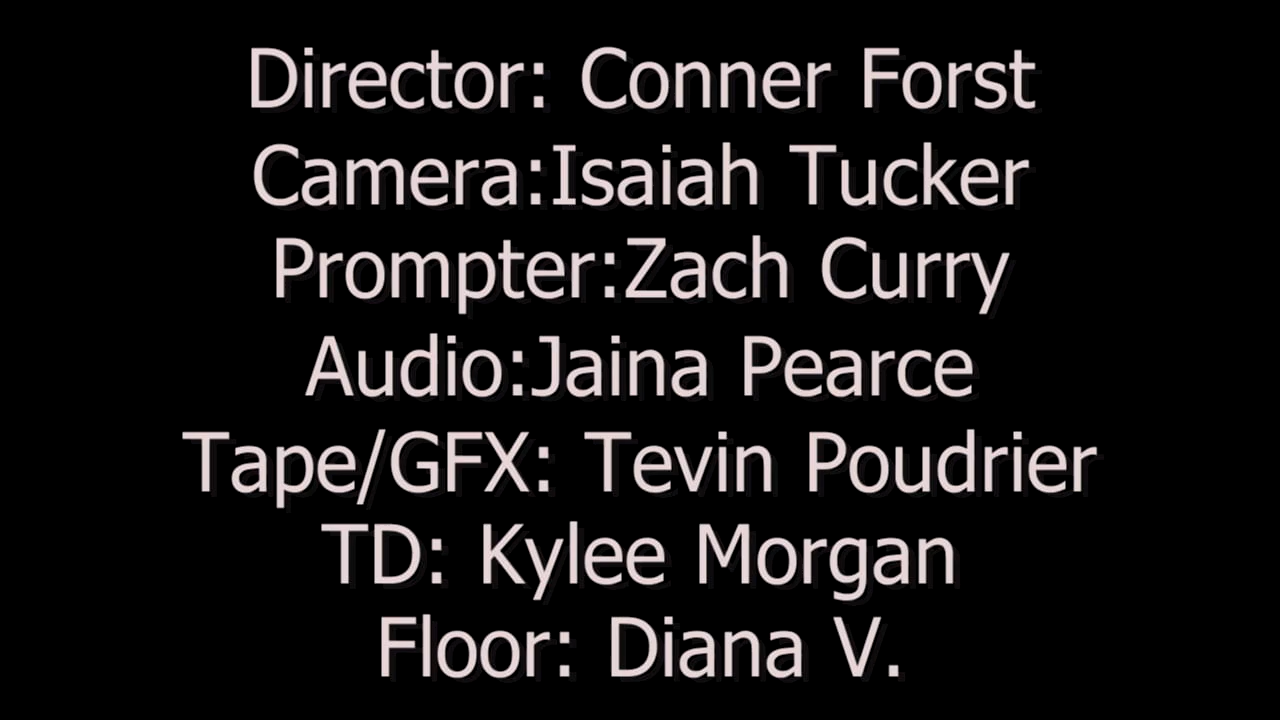 Director: Conner Forst
Camera:Isaiah Tucker
Prompter:Zach Curry
Audio:Jaina Pearce
Tape/GFX: Tevin Poudrier
TD: Kylee Morgan
Floor: Diana V.